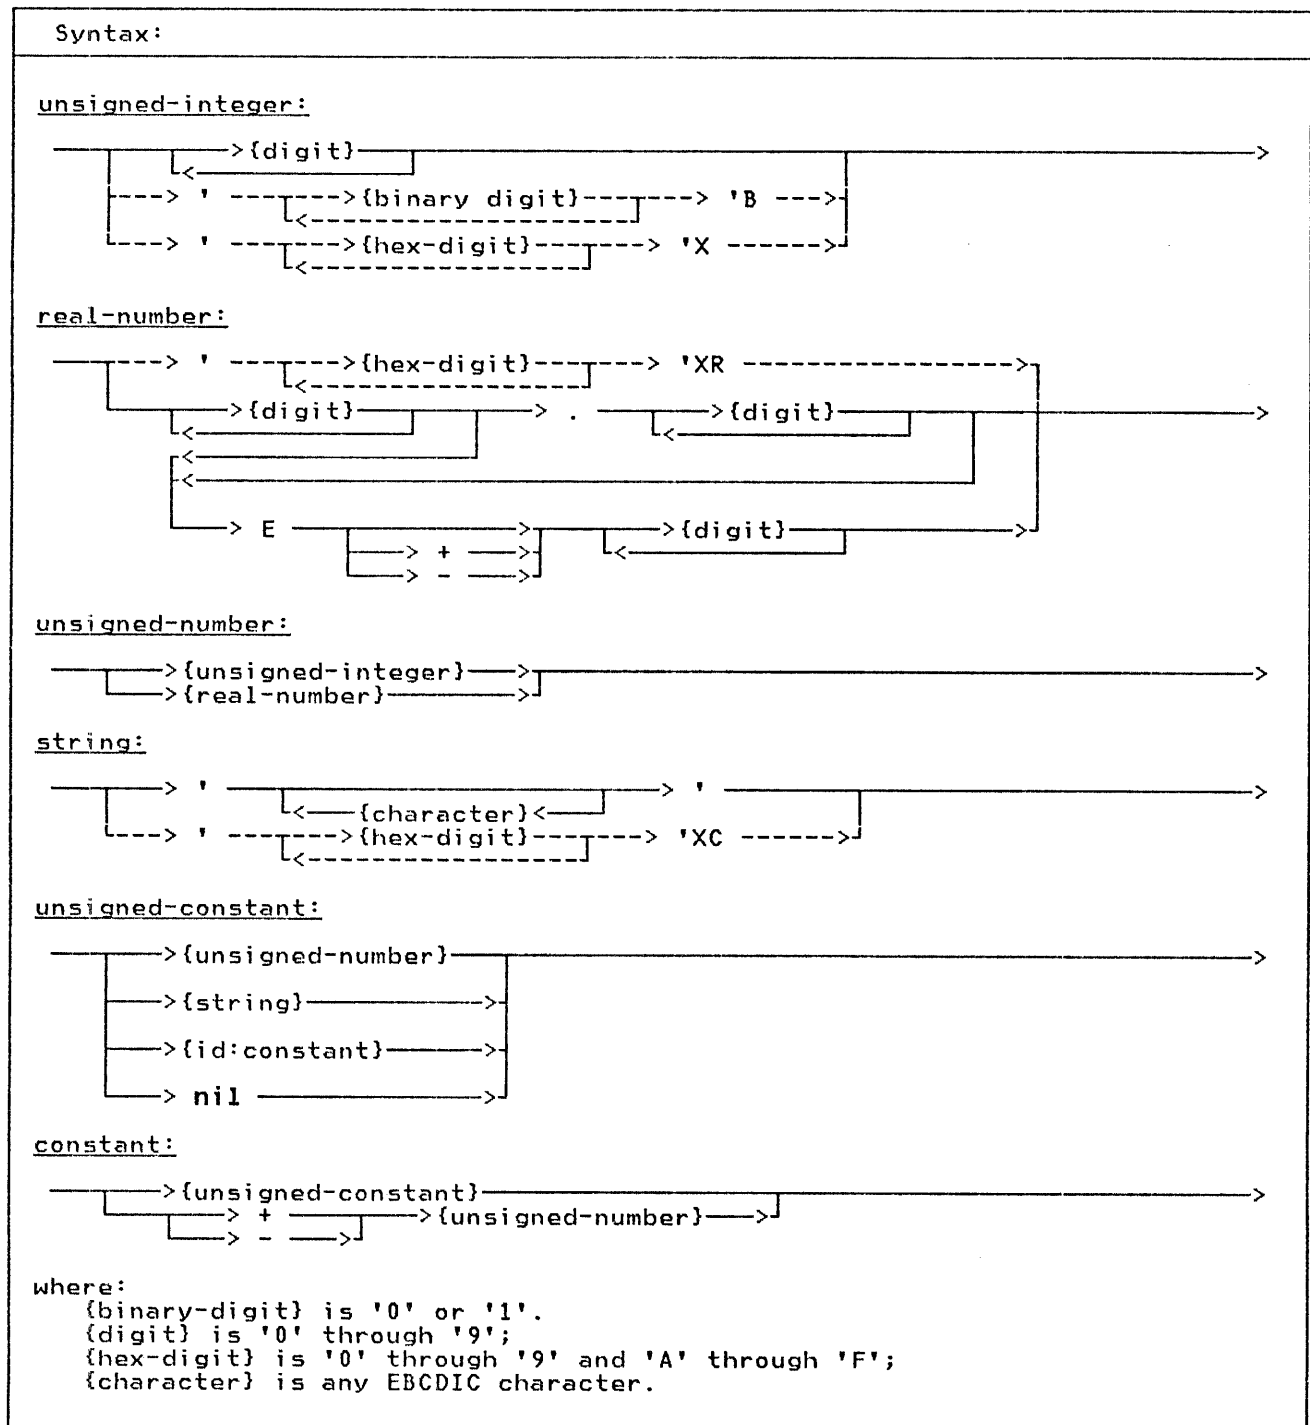 Syntax:
unsigned-integer:
{digit}
' {binary digit} 'B
' {hex-digit} 'X
real-number:
' {hex-digit} 'XR
{digit} . {digit}
E {digit}
+
-
unsigned-number:
{unsigned-integer}
{real-number}
string:
' '
{character}
' {hex-digit} 'XC
unsigned-constant:
{unsigned-number}
{string}
{id:constant}
nil
constant:
{unsigned-constant}
+ {unsigned-number}
-
where:
{binary-digit} is '0' or '1'.
{digit} is '0' through '9';
{hex-digit} is '0' through '9' and 'A' through 'F';
{character} is any EBCDIC character.